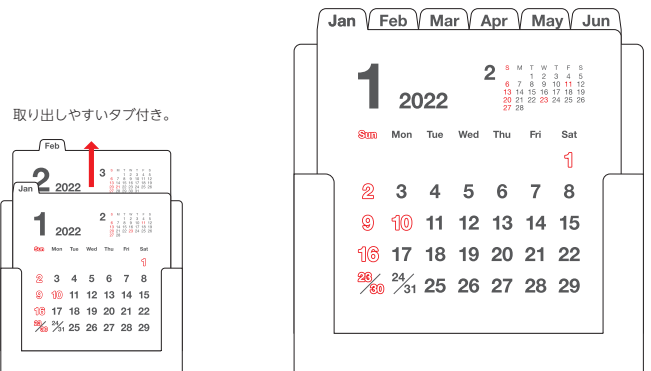 取り出しやすいタブ付き。
Feb
2 2022 3
Jan
1 2022 2
Sun Mon Tue Wed Thu Fri Sat
1
2 3 4 5 6 7 8
9 10 11 12 13 14 15
16 17 18 19 20 21 22
23/30 24/31 25 26 27 28 29
Jan Feb Mar Apr May Jun
1 2022 2
S M T W T F S
1 2 3 4 5
6 7 8 9 10 11 12
13 14 15 16 17 18 19
20 21 22 23 24 25 26
27 28
Sun Mon Tue Wed Thu Fri Sat
1
2 3 4 5 6 7 8
9 10 11 12 13 14 15
16 17 18 19 20 21 22
23/30 24/31 25 26 27 28 29